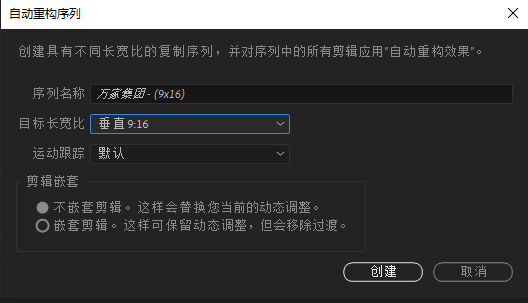 自动重构序列
创建具有不同长宽比的复制序列，并对序列中的所有剪辑应用"自动重构效果"。
序列名称 万家集团 - (9x16)
目标长宽比 垂直 9:16
运动跟踪 默认
剪辑嵌套
不嵌套剪辑。这样会替换您当前的动态调整。
嵌套剪辑。这样可保留动态调整，但会移除过渡。
创建 取消